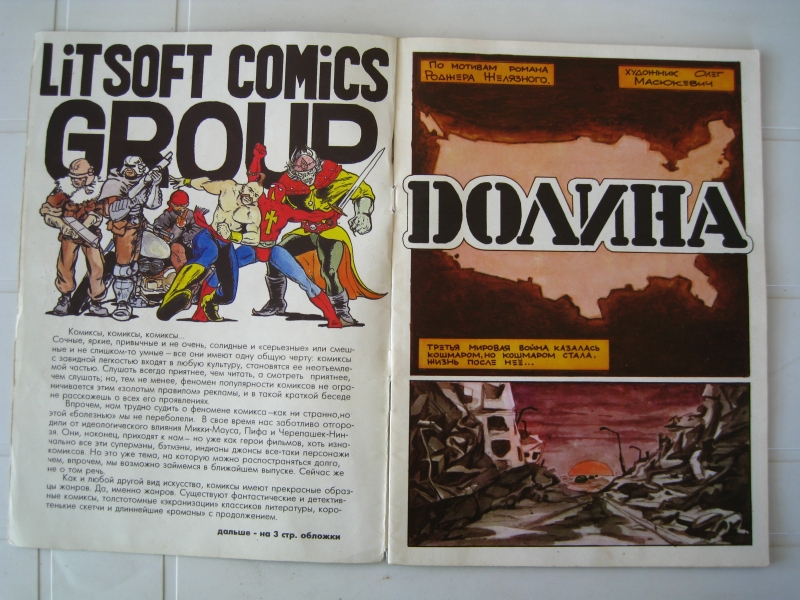 LiTSOFT COMiCS
GROUP
Комиксы, комиксы, комиксы...
Сочные, яркие, привычные и не очень, солидные и «серьезные» или смеш-
ные и не слишком-то умные – все они имеют одну общую черту: комиксы
с завидной легкостью входят в любую культуру, становятся ее неотъемле-
мой частью. Слушать всегда приятнее, чем читать, а смотреть приятнее,
чем слушать; но, тем не менее, феномен популярности комиксов не огра-
ничивается этим «золотым правилом» рекламы, и в такой краткой беседе
не расскажешь о всех его проявлениях.
Впрочем, нам трудно судить о феномене комикса – как ни странно, но
этой «болезнью» мы не переболели. В свое время нас заботливо отгоро-
дили от идеологического влияния Микки-Мауса, Пифа и Черепашек-Нин-
зя. Они, наконец, приходят к нам – но уже как герои фильмов, хоть изна-
чально все эти супермэны, бэтмэны, индианы джонсы все-таки персонажи
комиксов. Но это уже тема, на которую можно распространяться долго,
чем, впрочем, мы возможно займемся в ближайшем выпуске. Сейчас же
не о том речь.
Как и любой другой вид искусства, комиксы имеют прекрасные образ-
цы жанров. Да, именно жанров. Существуют фантастические и детектив-
ные комиксы, толстотомные «экранизации» классиков литературы, коро-
тенькие скетчи и длиннейшие «романы» с продолжением.
дальше - на 3 стр. обложки
По мотивам романа
Роджера Желязного.
Художник Олег
Масюкевич
ДОЛИНА
Третья мировая война казалась
кошмаром, но кошмаром стала
жизнь после неё...